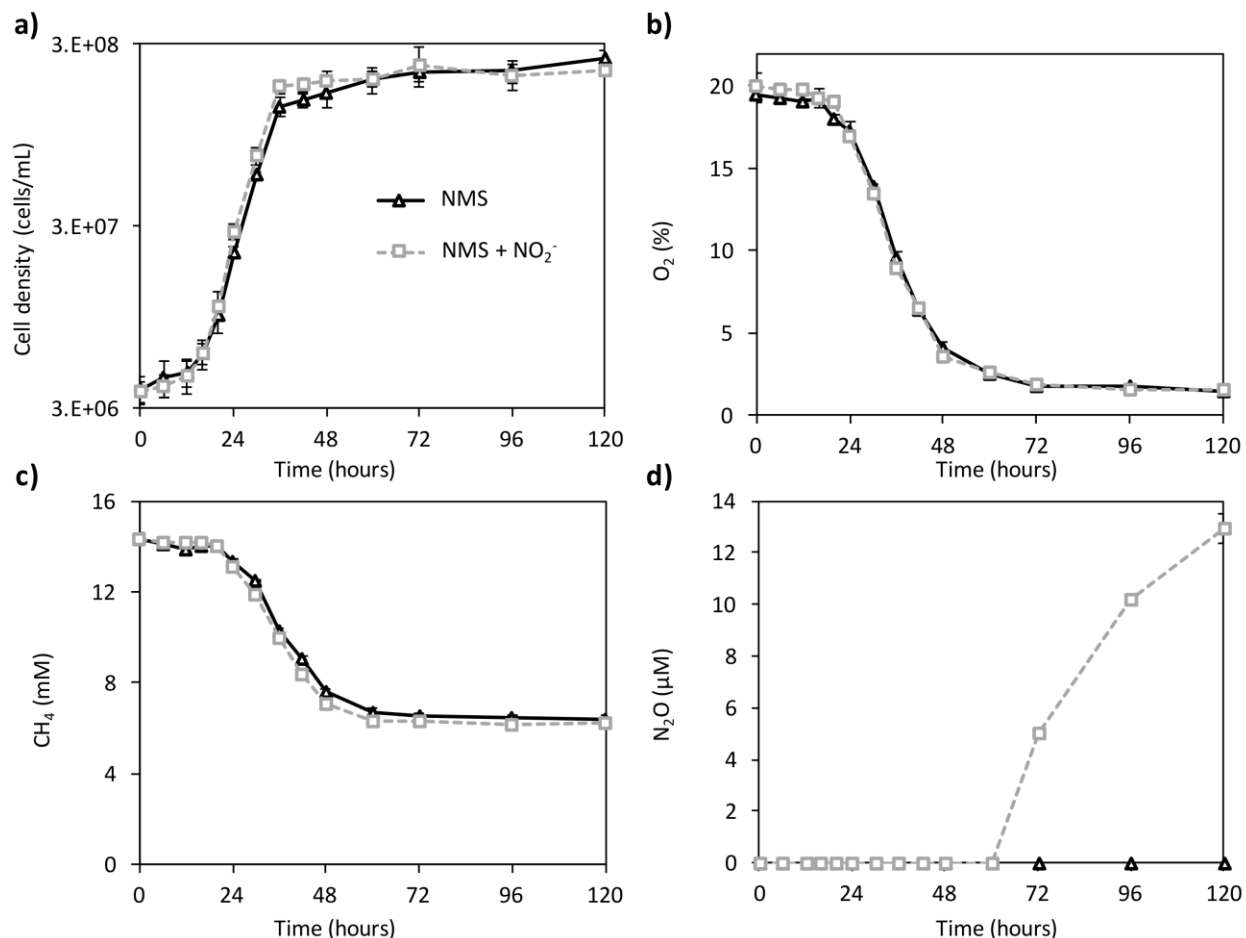 a)
3.E+08
3.E+07
3.E+06
Cell density (cells/mL)
NMS
NMS + NO₂⁻
0 24 48 72 96 120
Time (hours)
b)
20
15
10
5
0
O₂ (%)
0 24 48 72 96 120
Time (hours)
c)
16
12
8
4
0
CH₄ (mM)
0 24 48 72 96 120
Time (hours)
d)
14
12
10
8
6
4
2
0
N₂O (µM)
0 24 48 72 96 120
Time (hours)